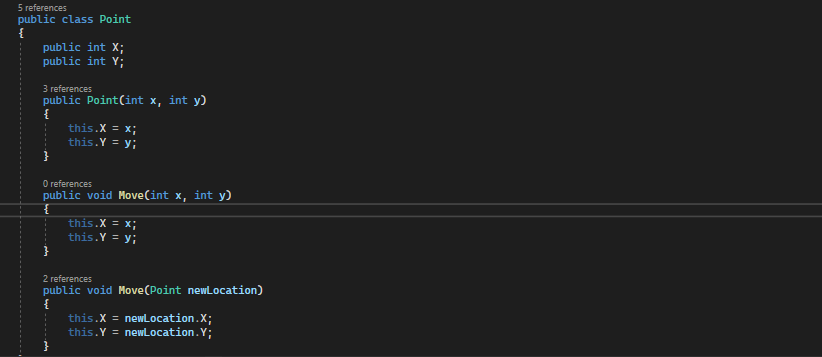 5 references
public class Point
{
public int X;
public int Y;
3 references
public Point(int x, int y)
{
this.X = x;
this.Y = y;
}
0 references
public void Move(int x, int y)
{
this.X = x;
this.Y = y;
}
2 references
public void Move(Point newLocation)
{
this.X = newLocation.X;
this.Y = newLocation.Y;
}